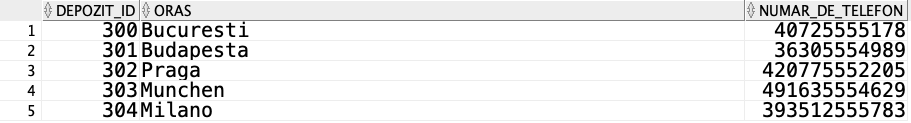 DEPOZIT_ID ORAS NUMAR_DE_TELEFON
1 300 Bucuresti 40725555178
2 301 Budapesta 36305554989
3 302 Praga 420775552205
4 303 Munchen 491635554629
5 304 Milano 393512555783